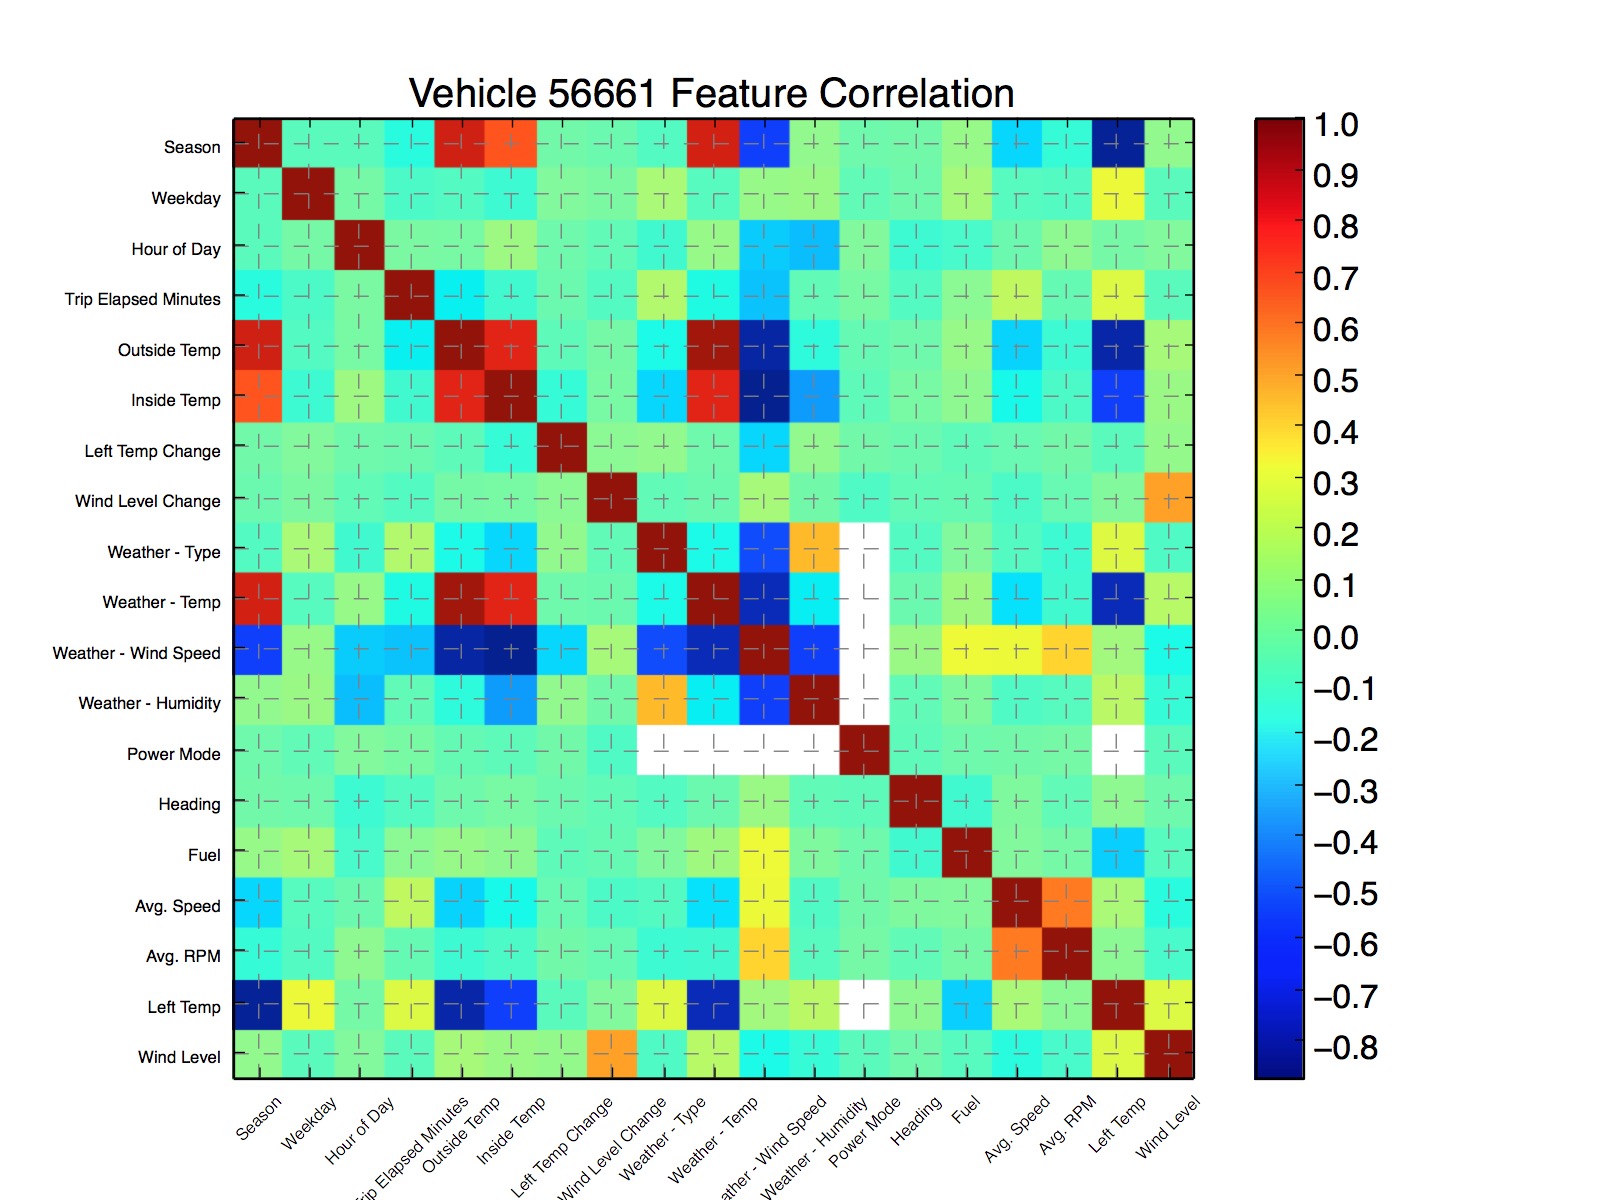 Vehicle 56661 Feature Correlation
Season
Weekday
Hour of Day
Trip Elapsed Minutes
Outside Temp
Inside Temp
Left Temp Change
Wind Level Change
Weather - Type
Weather - Temp
Weather - Wind Speed
Weather - Humidity
Power Mode
Heading
Fuel
Avg. Speed
Avg. RPM
Left Temp
Wind Level
1.0
0.9
0.8
0.7
0.6
0.5
0.4
0.3
0.2
0.1
0.0
−0.1
−0.2
−0.3
−0.4
−0.5
−0.6
−0.7
−0.8
Season
Weekday
Hour of Day
rip Elapsed Minutes
Outside Temp
Inside Temp
Left Temp Change
Wind Level Change
Weather - Type
Weather - Temp
ather - Wind Speed
Weather - Humidity
Power Mode
Heading
Fuel
Avg. Speed
Avg. RPM
Left Temp
Wind Level